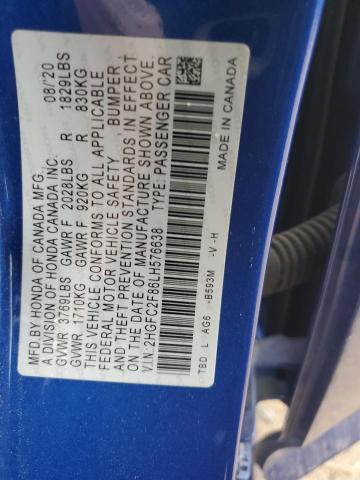 MFD.BY HONDA OF CANADA MFG. 08/20
A DIVISION OF HONDA CANADA INC.
GVWR 3769LBS GAWR F 2028LBS R 1829LBS
GVWR 1710KG GAWR F 920KG R 830KG
THIS VEHICLE CONFORMS TO ALL APPLICABLE
FEDERAL MOTOR VEHICLE SAFETY, BUMPER,
AND THEFT PREVENTION STANDARDS IN EFFECT
ON THE DATE OF MANUFACTURE SHOWN ABOVE.
V.I.N:2HGFC2F86LH576638 TYPE:PASSENGER CAR
TBD L AG6 -B593M -V-H MADE IN CANADA